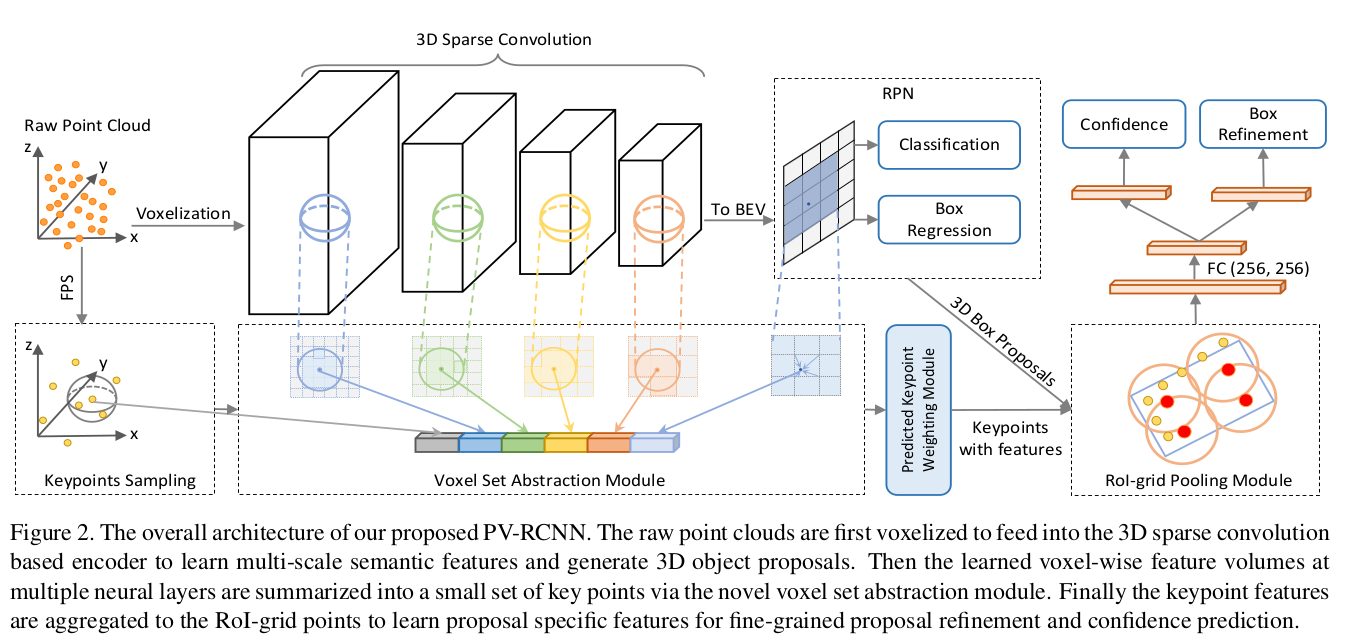 3D Sparse Convolution
Raw Point Cloud
z
y
x
Voxelization
FPS
To BEV
RPN
Classification
Box
Regression
Confidence
Box
Refinement
FC (256, 256)
3D Box Proposals
z
y
x
Keypoints Sampling
Voxel Set Abstraction Module
Predicted Keypoint
Weighting Module
Keypoints
with features
RoI-grid Pooling Module
Figure 2. The overall architecture of our proposed PV-RCNN. The raw point clouds are first voxelized to feed into the 3D sparse convolution
based encoder to learn multi-scale semantic features and generate 3D object proposals. Then the learned voxel-wise feature volumes at
multiple neural layers are summarized into a small set of key points via the novel voxel set abstraction module. Finally the keypoint features
are aggregated to the RoI-grid points to learn proposal specific features for fine-grained proposal refinement and confidence prediction.